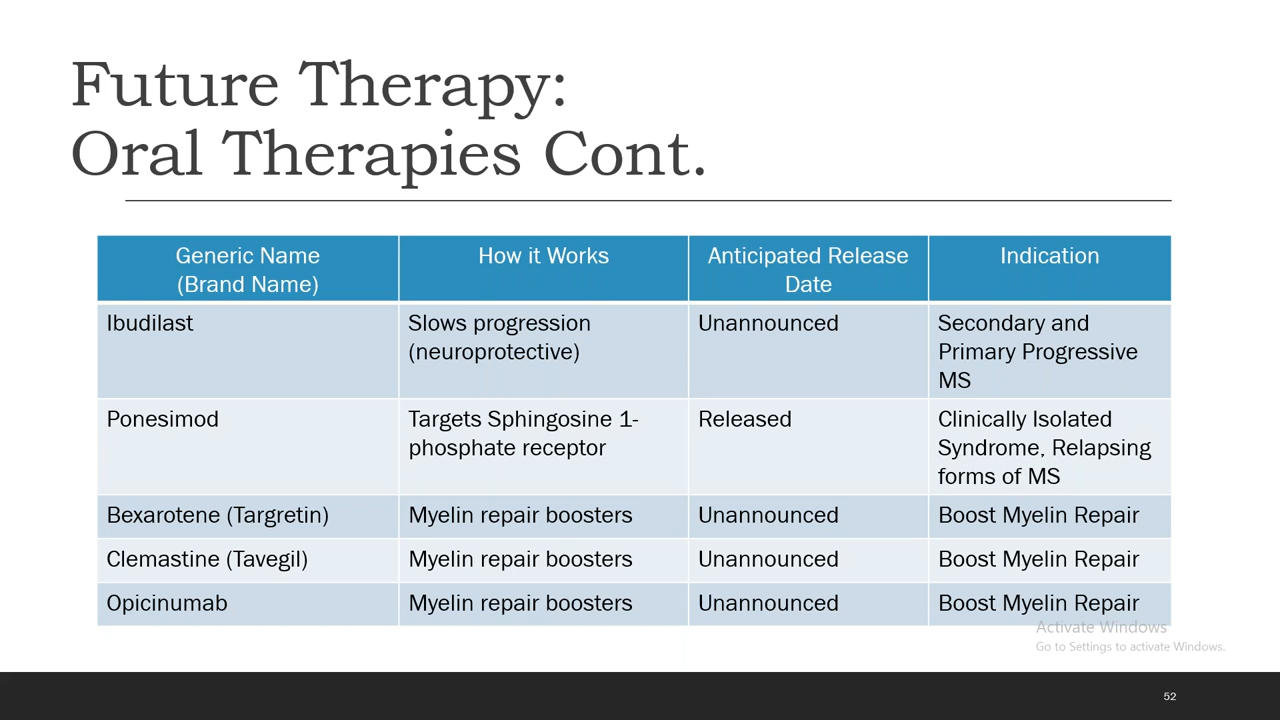 Future Therapy:
Oral Therapies Cont.
Generic Name
(Brand Name)
How it Works
Anticipated Release
Date
Indication
Ibudilast
Slows progression
(neuroprotective)
Unannounced
Secondary and
Primary Progressive
MS
Ponesimod
Targets Sphingosine 1-
phosphate receptor
Released
Clinically Isolated
Syndrome, Relapsing
forms of MS
Bexarotene (Targretin)
Myelin repair boosters
Unannounced
Boost Myelin Repair
Clemastine (Tavegil)
Myelin repair boosters
Unannounced
Boost Myelin Repair
Opicinumab
Myelin repair boosters
Unannounced
Boost Myelin Repair
Activate Windows
Go to Settings to activate Windows.
52